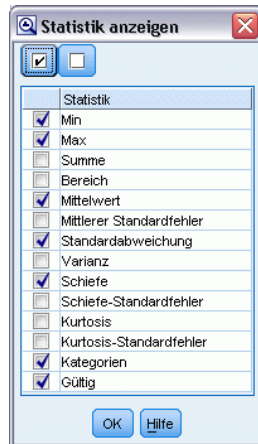 Statistik anzeigen
Statistik
Min
Max
Summe
Bereich
Mittelwert
Mittlerer Standardfehler
Standardabweichung
Varianz
Schiefe
Schiefe-Standardfehler
Kurtosis
Kurtosis-Standardfehler
Kategorien
Gültig
OK Hilfe